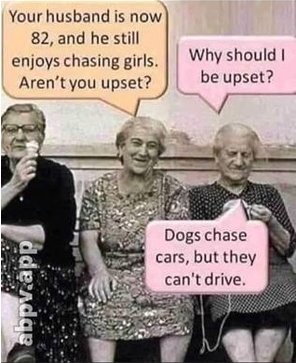 Your husband is now
82, and he still
enjoys chasing girls.
Aren't you upset?
Why should I
be upset?
Dogs chase
cars, but they
can't drive.
abpv.app